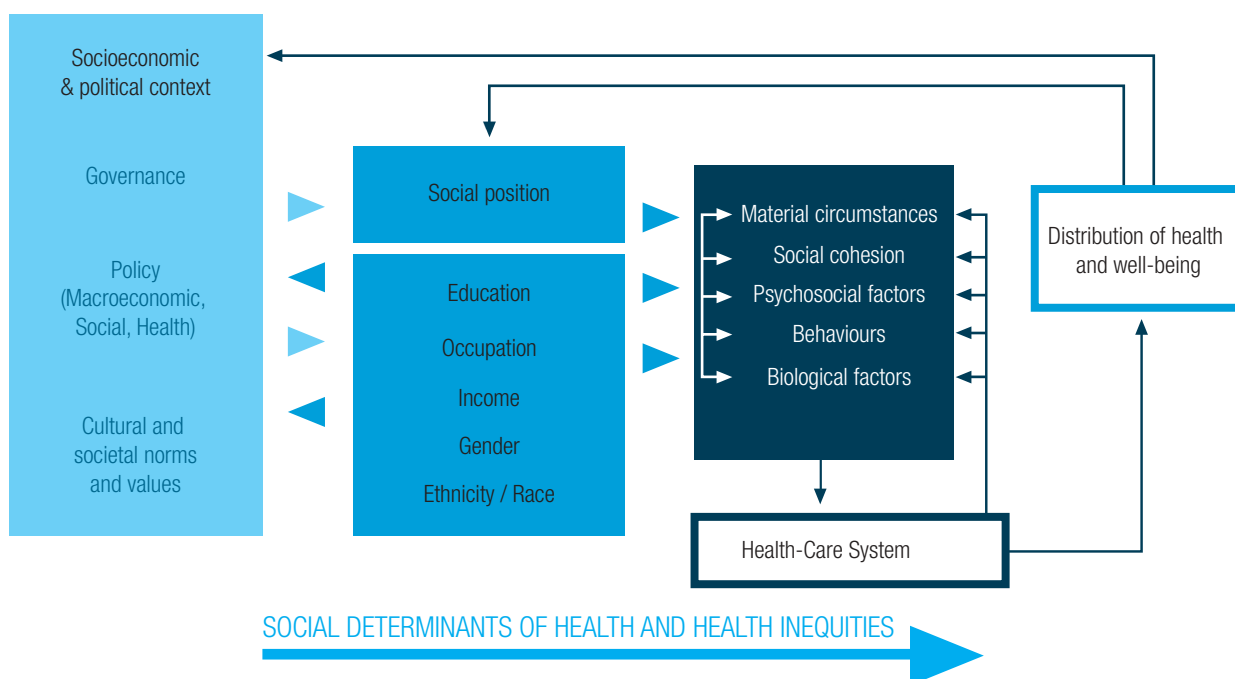 Socioeconomic
& political context
Governance
Policy
(Macroeconomic,
Social, Health)
Cultural and
societal norms
and values
Social position
Education
Occupation
Income
Gender
Ethnicity / Race
Material circumstances
Social cohesion
Psychosocial factors
Behaviours
Biological factors
Health-Care System
Distribution of health
and well-being
SOCIAL DETERMINANTS OF HEALTH AND HEALTH INEQUITIES